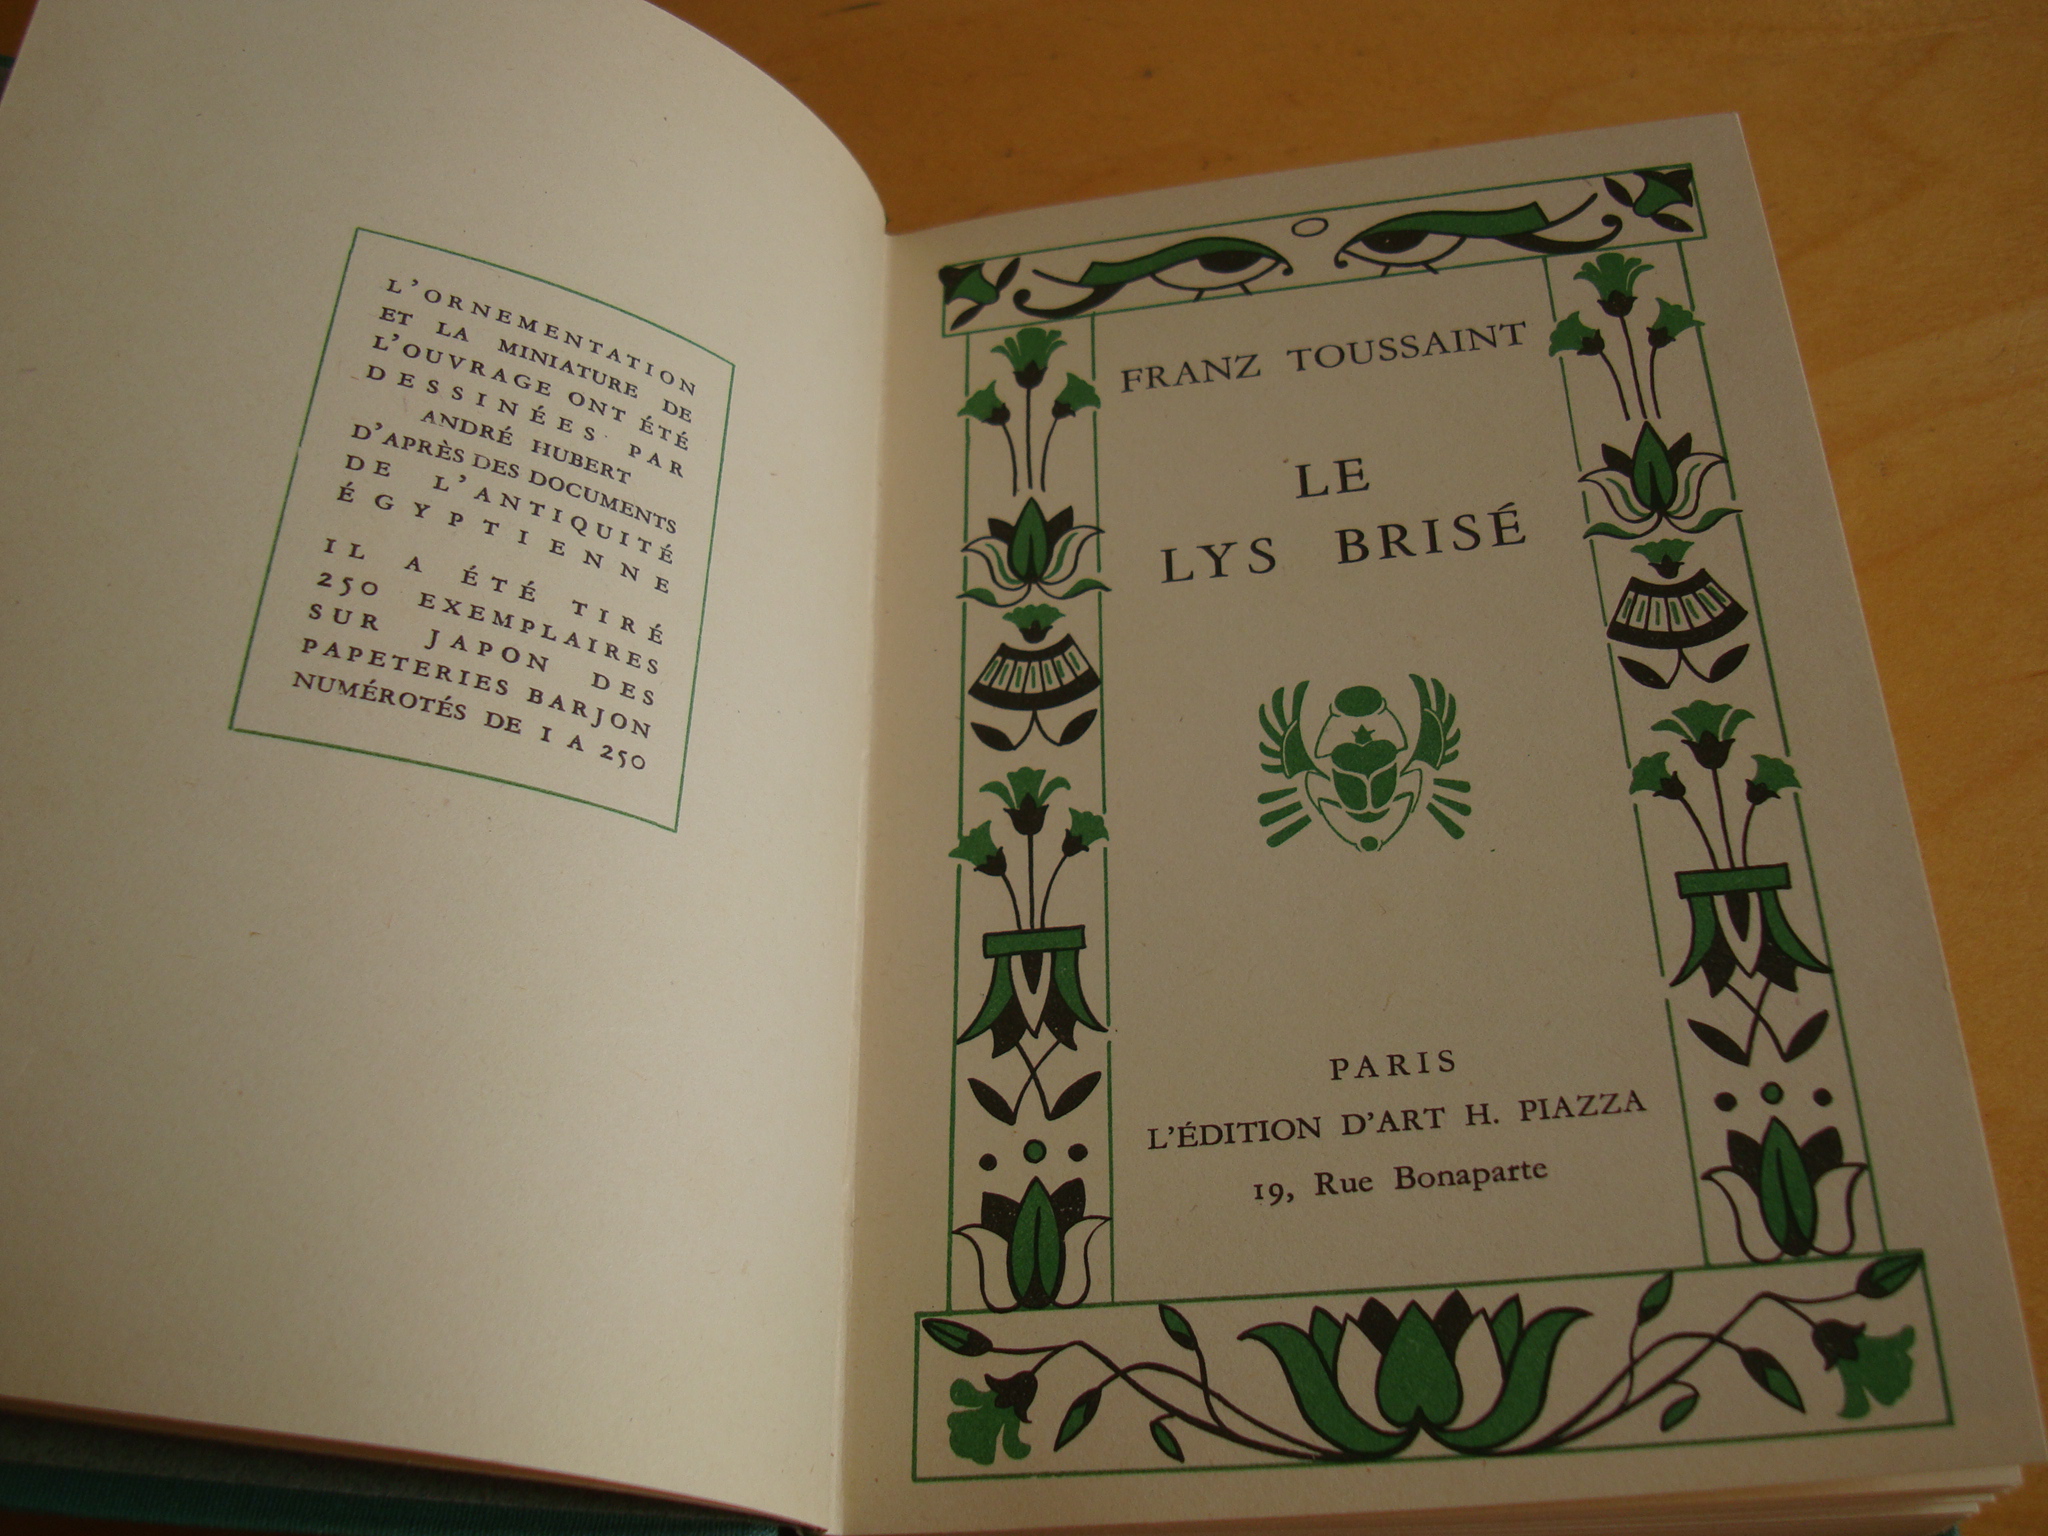 L'ORNEMENTATION
ET LA MINIATURE DE
L'OUVRAGE ONT ÉTÉ
DESSINÉES PAR
ANDRÉ HUBERT
D'APRÈS DES DOCUMENTS
DE L'ANTIQUITÉ
ÉGYPTIENNE
IL A ÉTÉ TIRÉ
250 EXEMPLAIRES
SUR JAPON DES
PAPETERIES BARJON
NUMÉROTÉS DE 1 A 250
FRANZ TOUSSAINT
LE
LYS BRISÉ
PARIS
L'ÉDITION D'ART H. PIAZZA
19, Rue Bonaparte